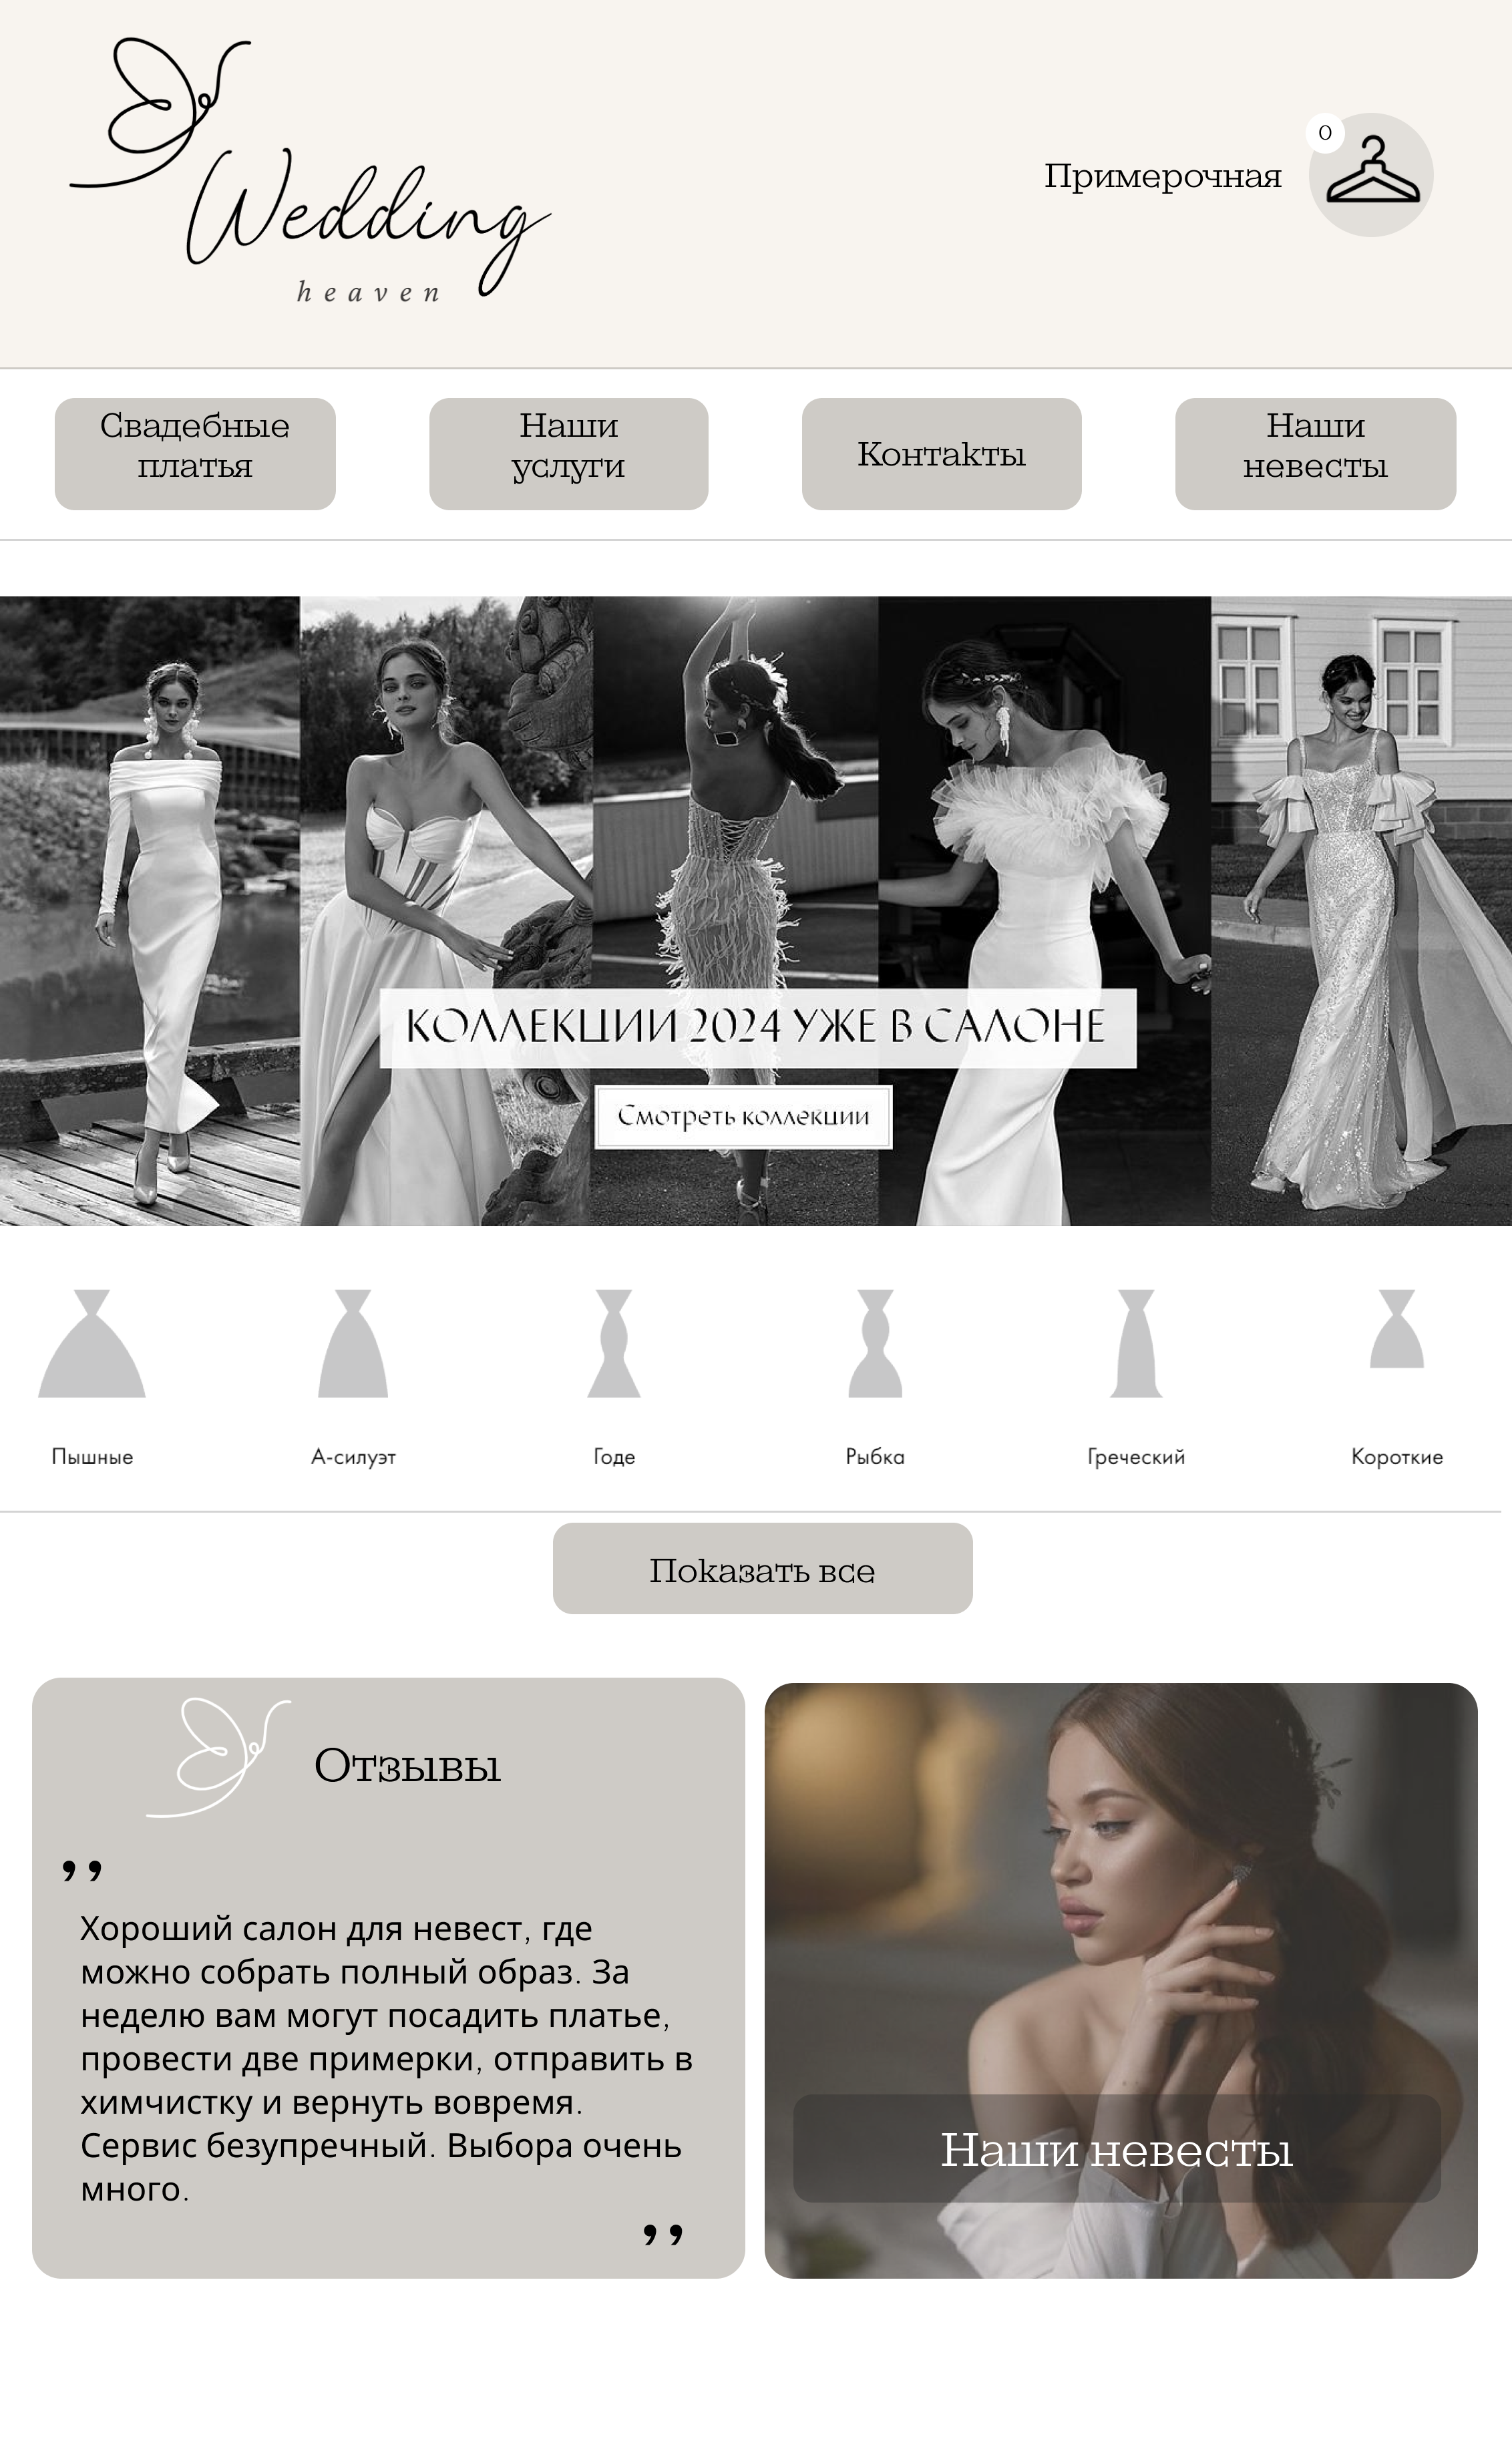 Wedding
heaven
Примерочная
0
Свадебные
платья
Наши
услуги
Контакты
Наши
невесты
КОЛЛЕКЦИИ 2024 УЖЕ В САЛОНЕ
Смотреть коллекции
Пышные
А-силуэт
Годе
Рыбка
Греческий
Короткие
Показать все
Отзывы
,,
Хороший салон для невест, где
можно собрать полный образ. За
неделю вам могут посадить платье,
провести две примерки, отправить в
химчистку и вернуть вовремя.
Сервис безупречный. Выбора очень
много.
,,
Наши невесты